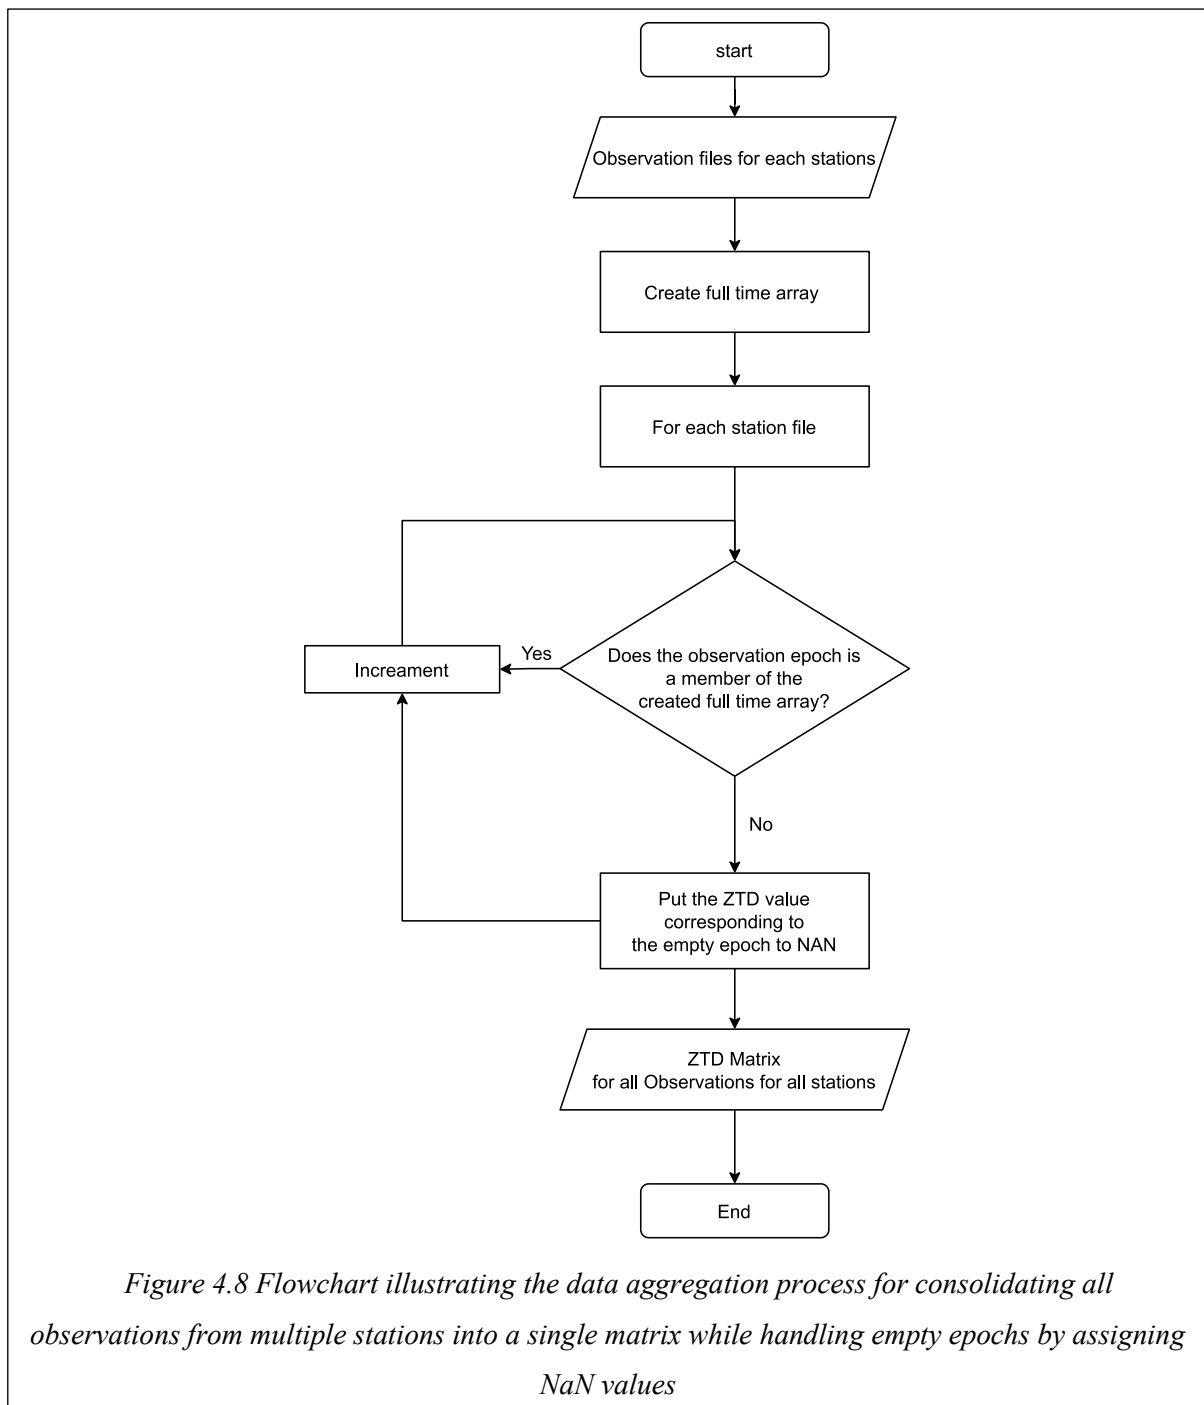 start
Observation files for each stations
Create full time array
For each station file
Does the observation epoch is
a member of the
created full time array?
Yes
Increament
No
Put the ZTD value
corresponding to
the empty epoch to NAN
ZTD Matrix
for all Observations for all stations
End
Figure 4.8 Flowchart illustrating the data aggregation process for consolidating all
observations from multiple stations into a single matrix while handling empty epochs by assigning
NaN values